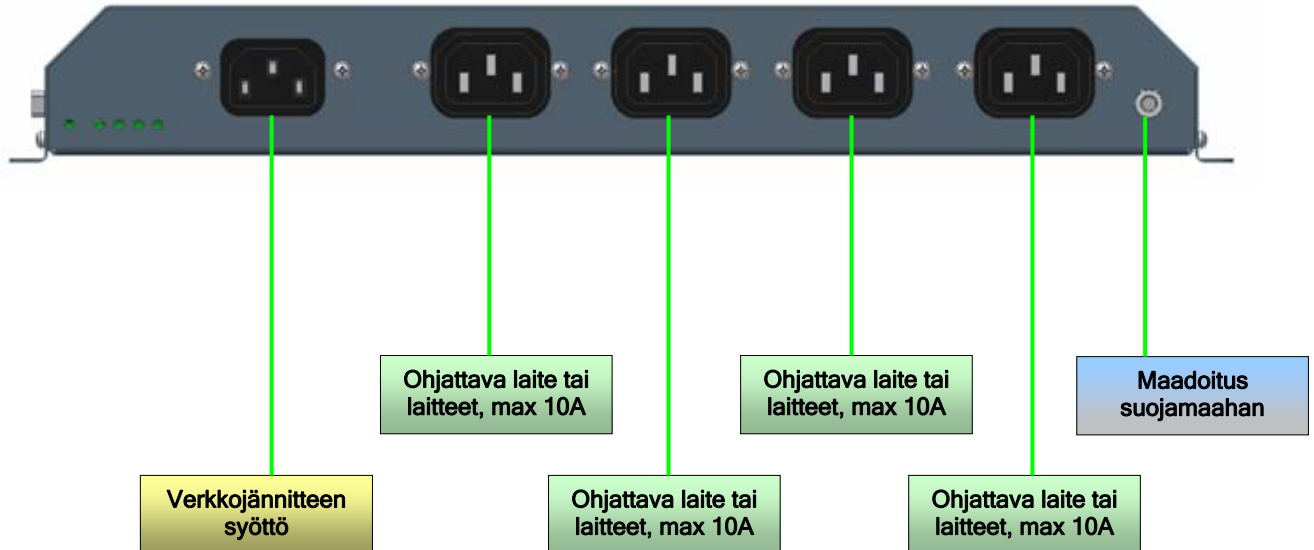 Ohjattava laite tai
laitteet, max 10A
Ohjattava laite tai
laitteet, max 10A
Maadoitus
suojamaahan
Verkkojännitteen
syöttö
Ohjattava laite tai
laitteet, max 10A
Ohjattava laite tai
laitteet, max 10A